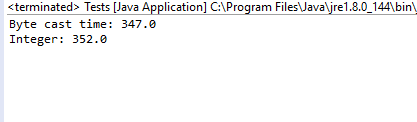 <terminated> Tests [Java Application] C:\Program Files\Java\jre1.8.0_144\bin\
Byte cast time: 347.0
Integer: 352.0